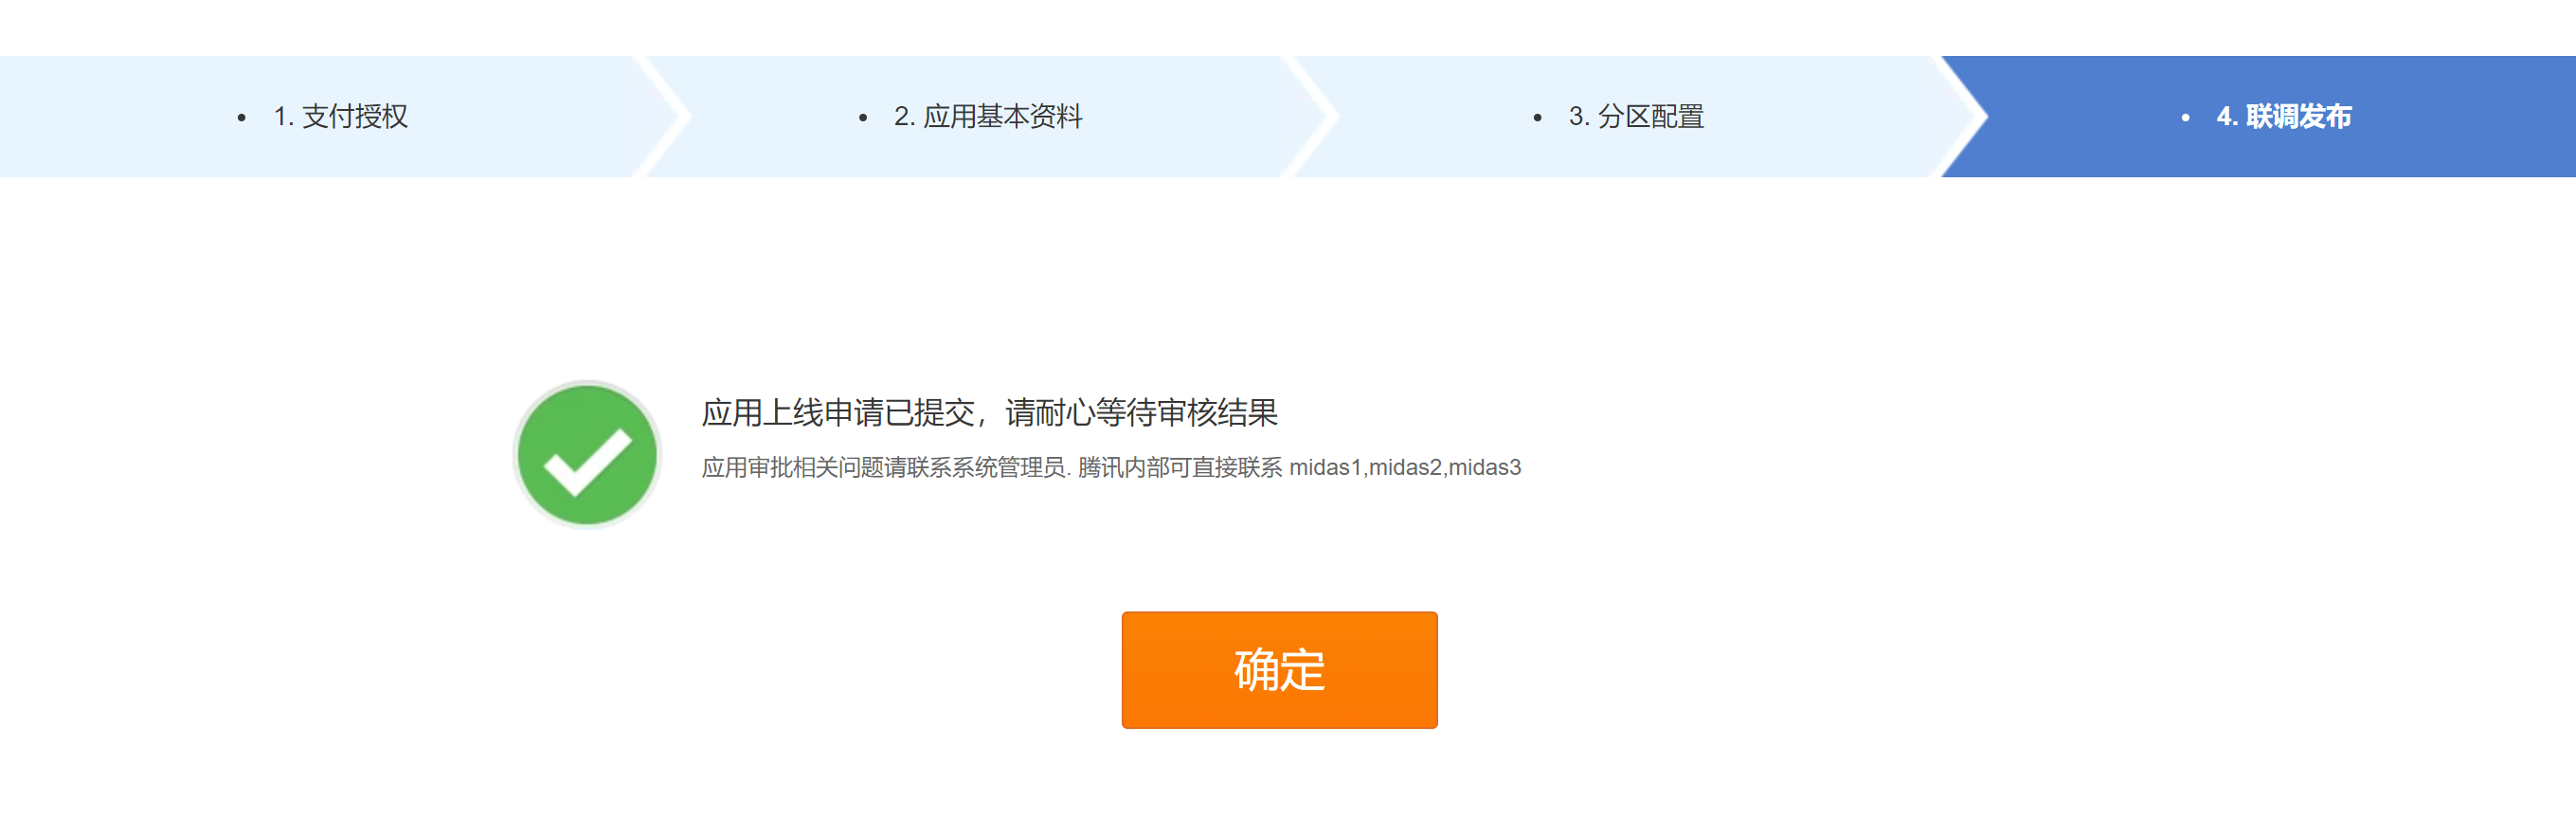 • 1. 支付授权
• 2. 应用基本资料
• 3. 分区配置
• 4. 联调发布
应用上线申请已提交，请耐心等待审核结果
应用审批相关问题请联系系统管理员. 腾讯内部可直接联系 midas1,midas2,midas3
确定